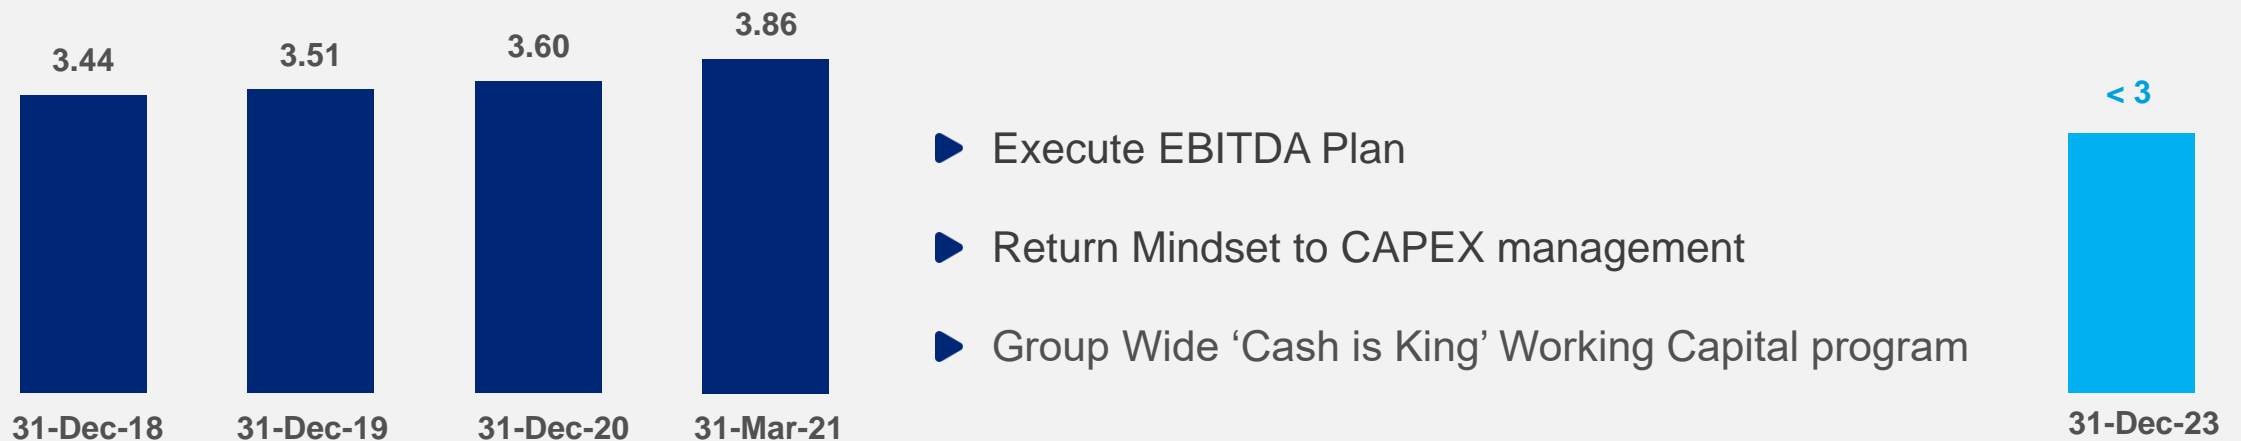 3.44
3.51
3.60
3.86
31-Dec-18
31-Dec-19
31-Dec-20
31-Mar-21
Execute EBITDA Plan
Return Mindset to CAPEX management
Group Wide ‘Cash is King’ Working Capital program
< 3
31-Dec-23